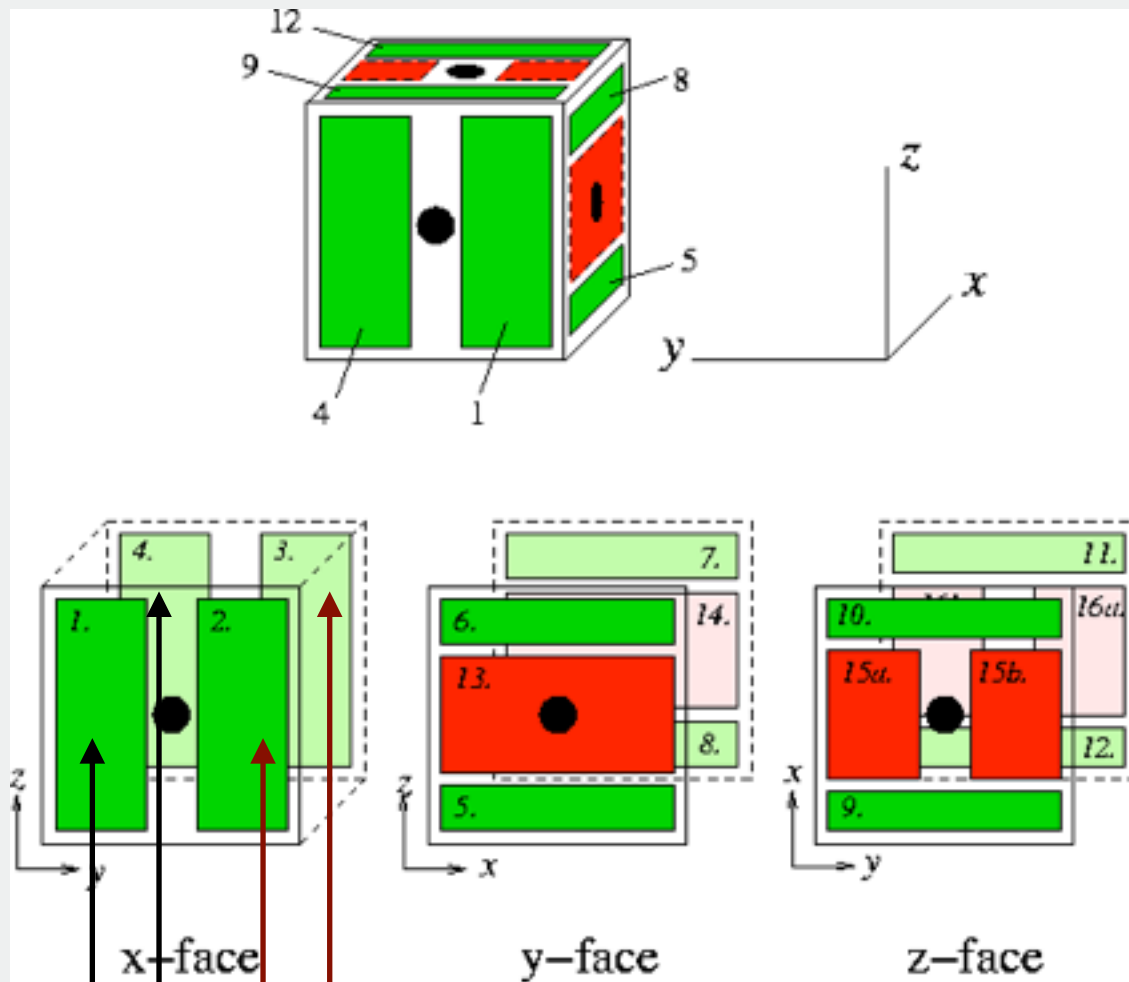 12
9
8
z
5
x
y
4
1
4.
3.
1.
2.
z
y
7.
6.
14.
13.
8.
5.
z
x
11.
16a.
10.
15a.
15b.
12.
x
9.
y
x-face
y-face
z-face